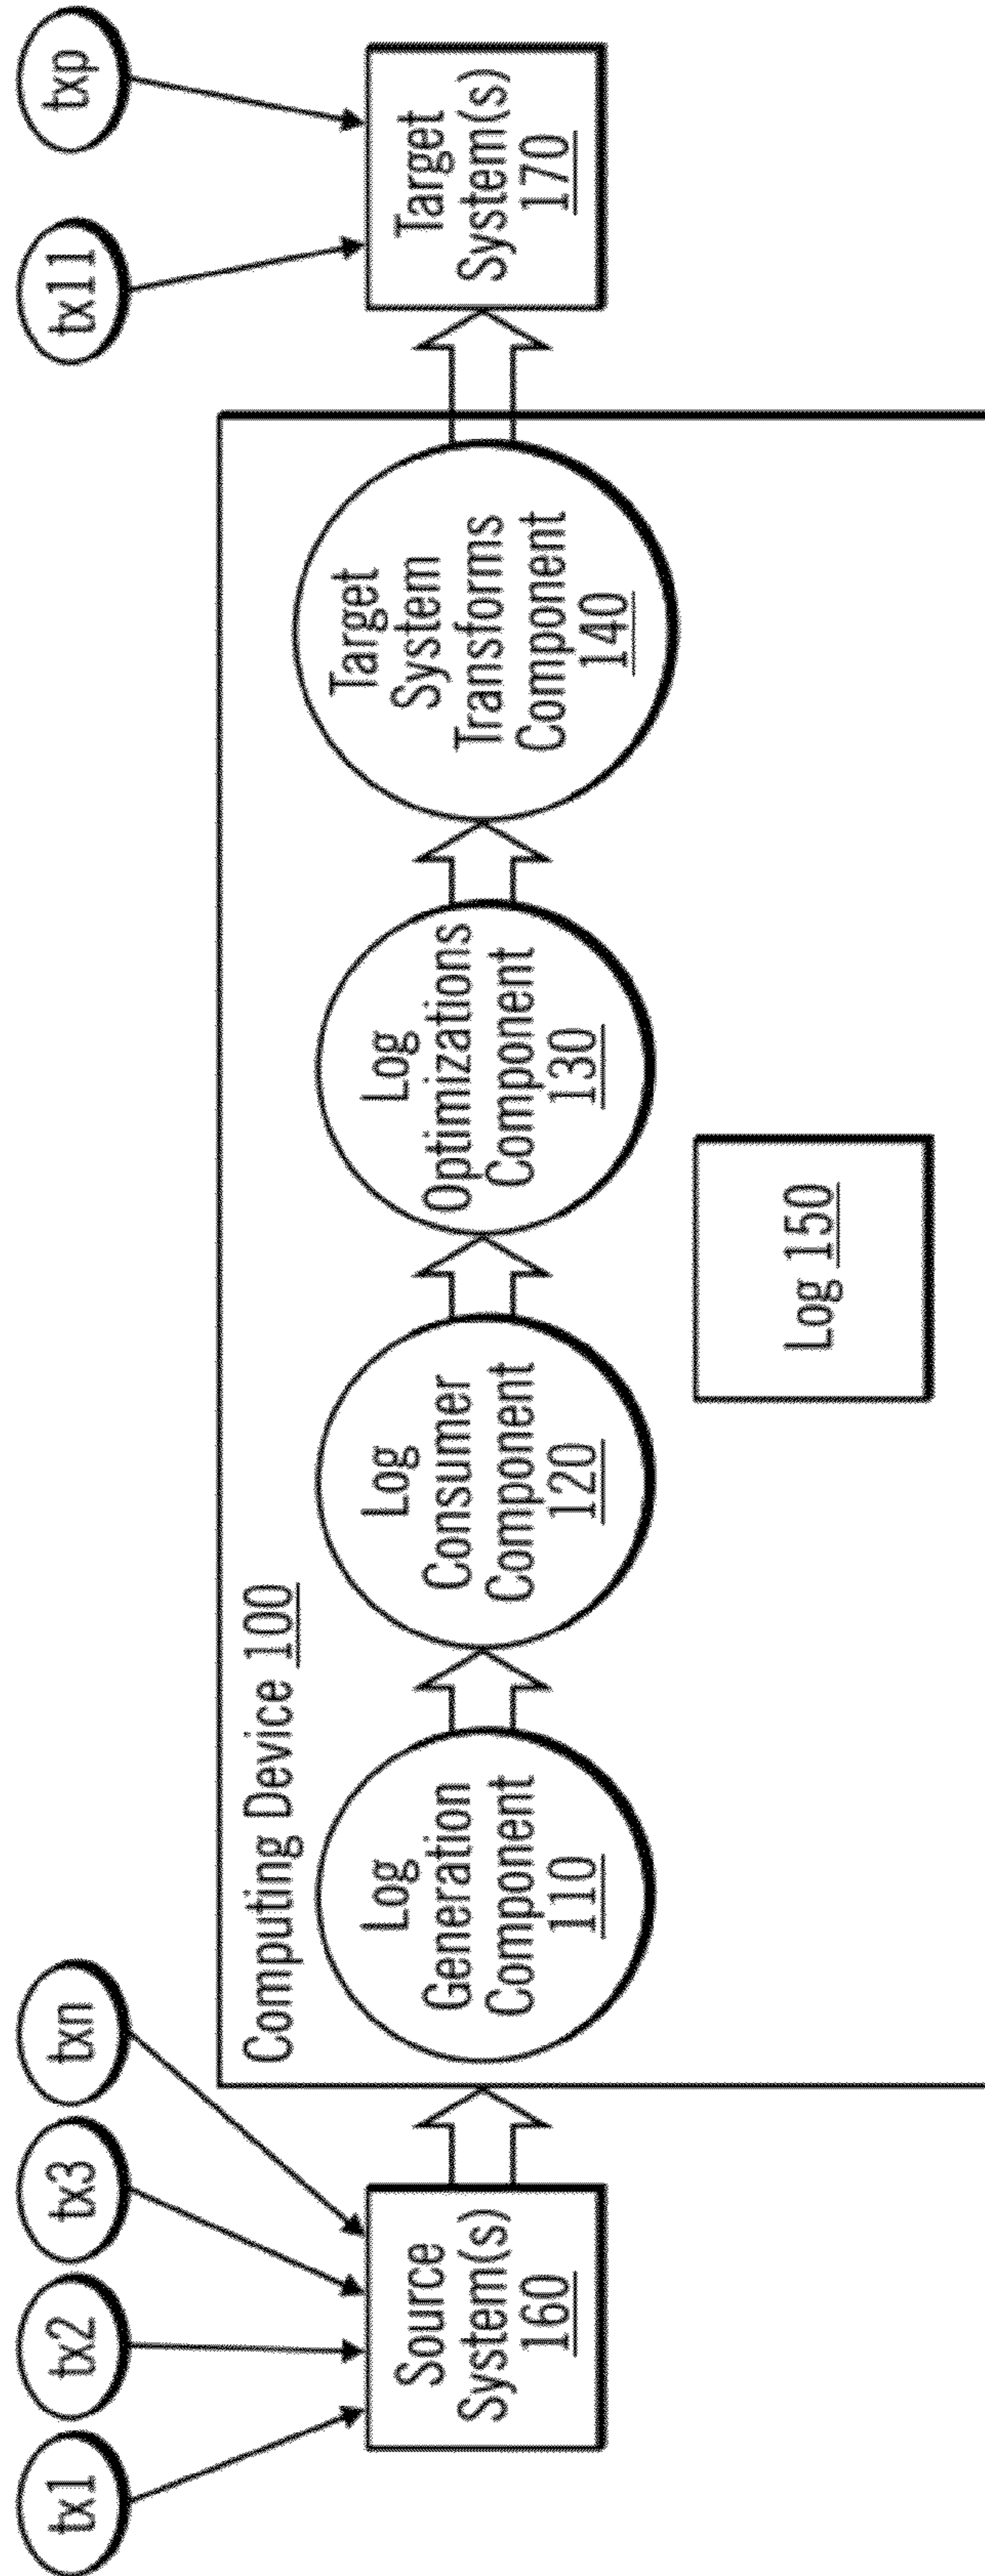 tx1
tx2
tx3
txn
tx11
txp
Computing Device 100
Source
System(s)
160
Log
Generation
Component
110
Log
Consumer
Component
120
Log
Optimizations
Component
130
Target
System
Transforms
Component
140
Target
System(s)
170
Log 150